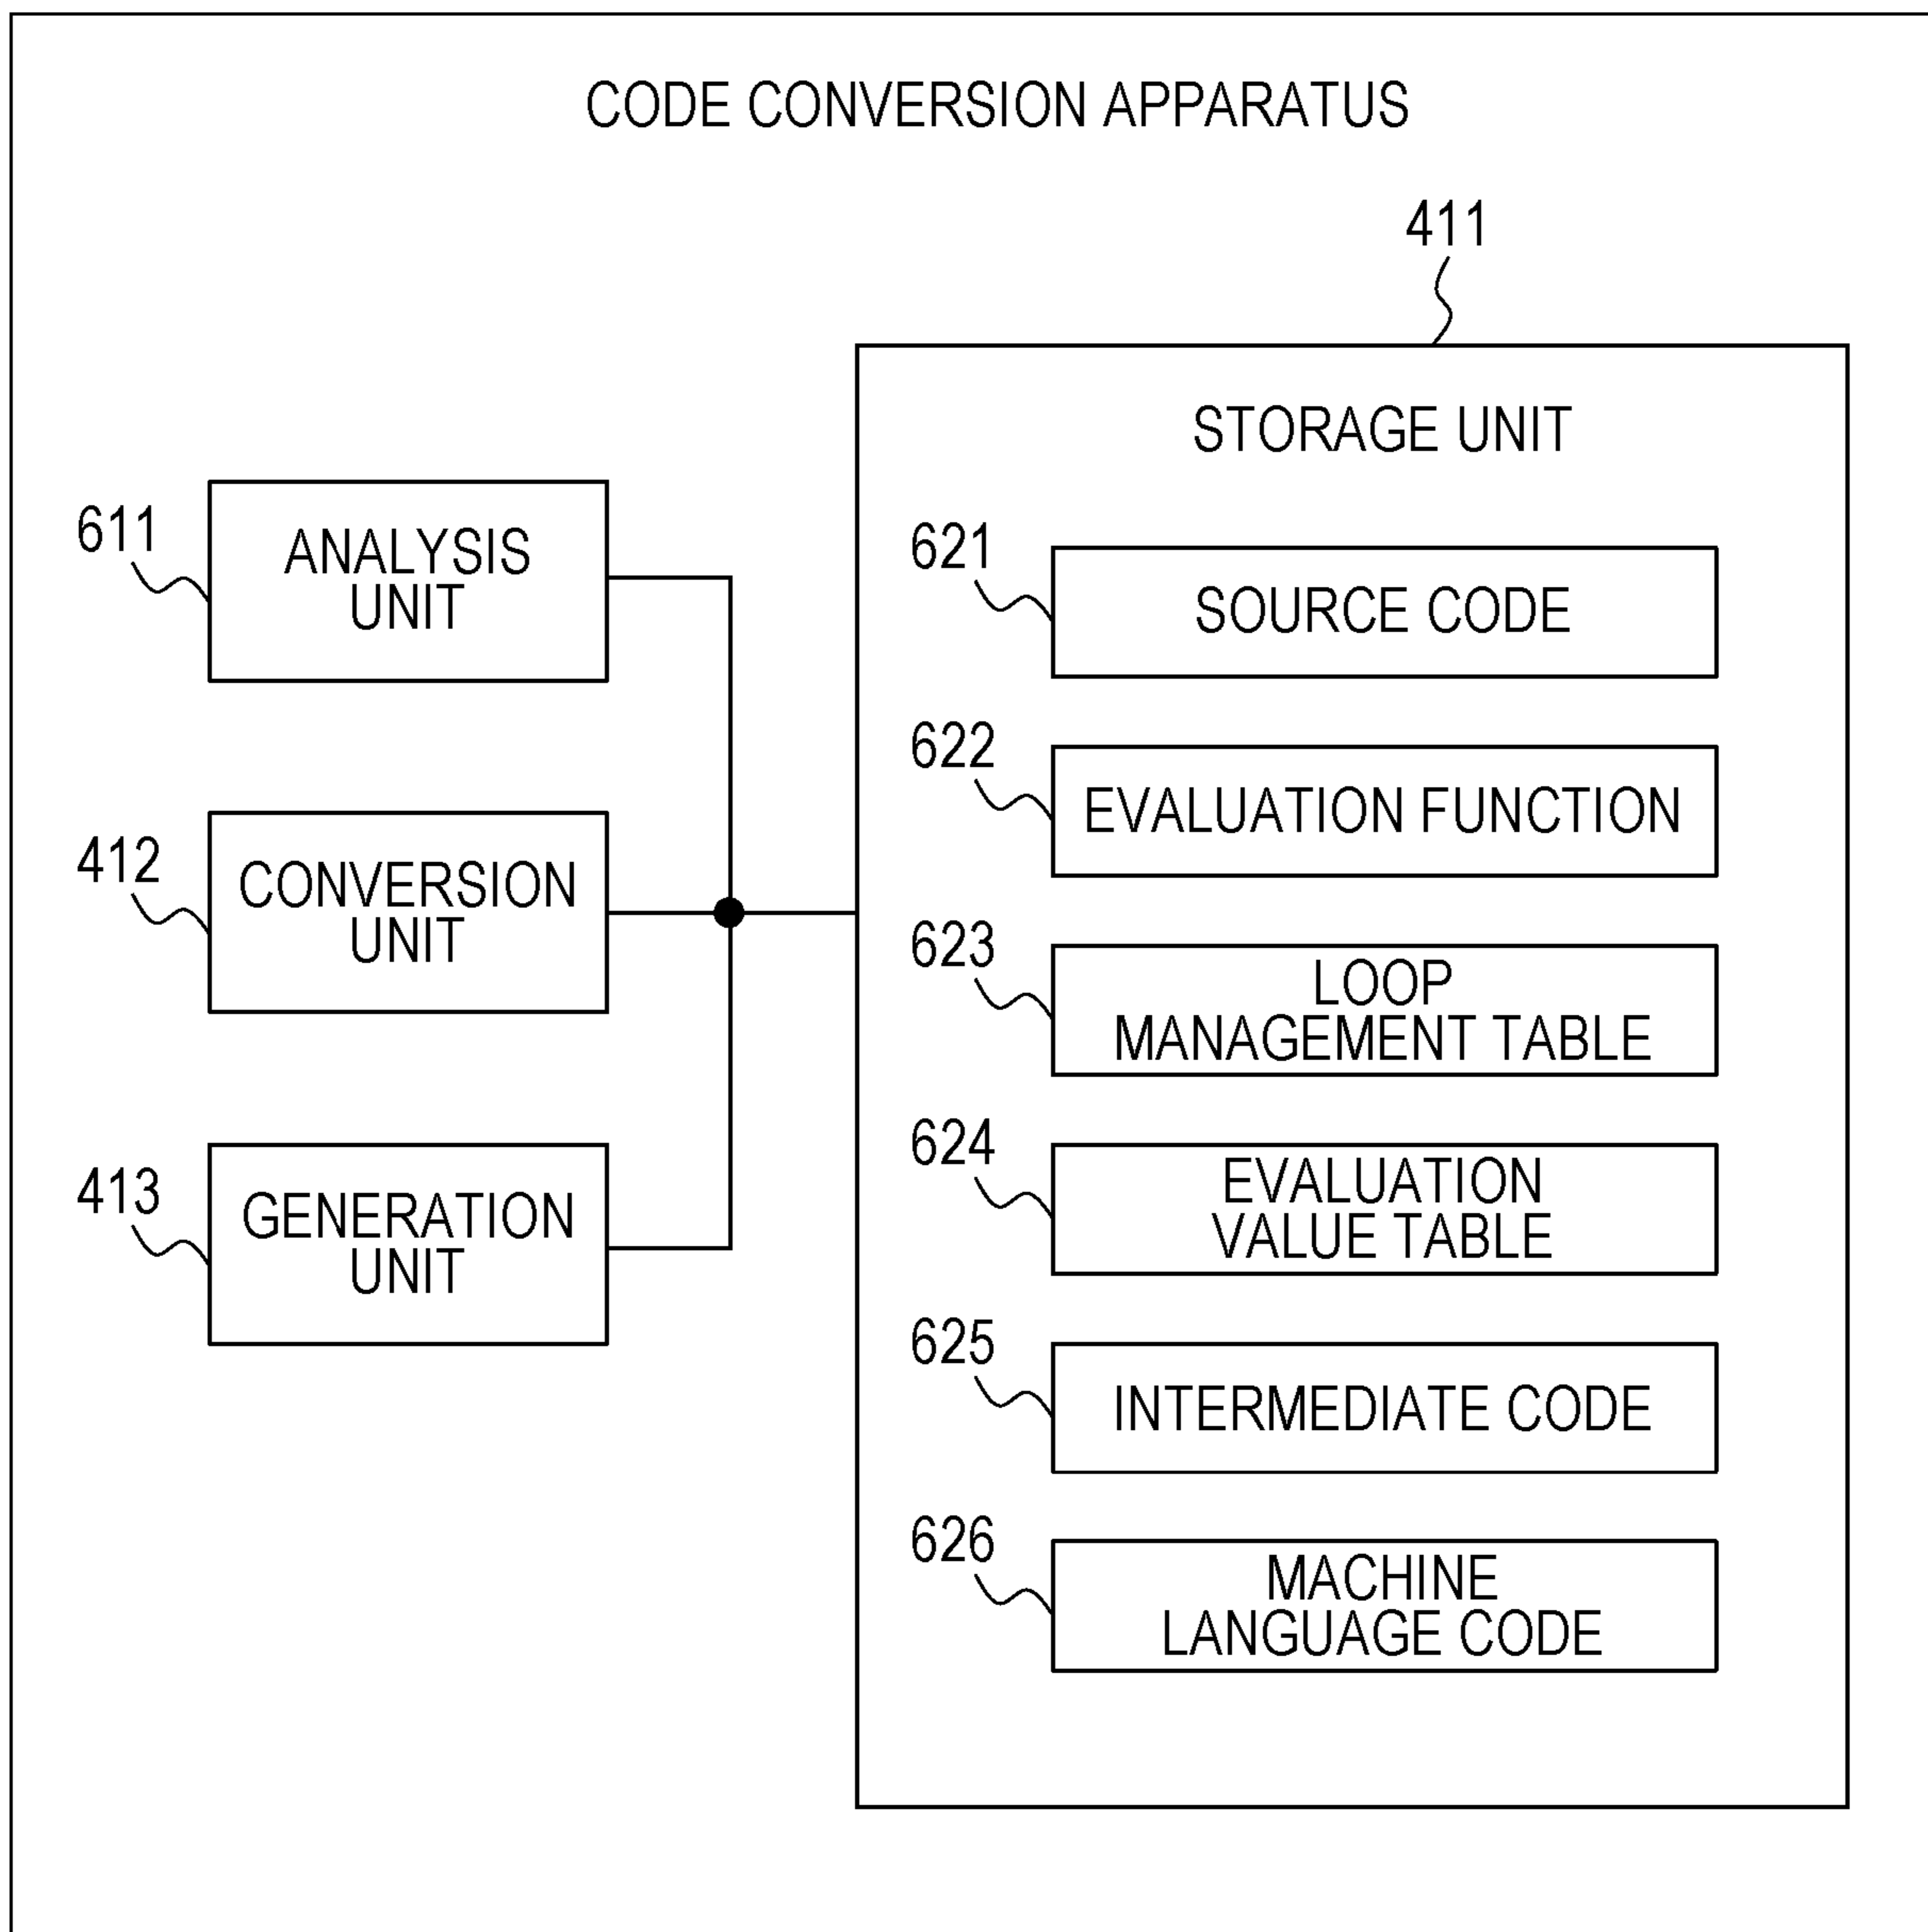 CODE CONVERSION APPARATUS
411
STORAGE UNIT
611
ANALYSIS
UNIT
412
CONVERSION
UNIT
413
GENERATION
UNIT
621
SOURCE CODE
622
EVALUATION FUNCTION
623
LOOP
MANAGEMENT TABLE
624
EVALUATION
VALUE TABLE
625
INTERMEDIATE CODE
626
MACHINE
LANGUAGE CODE